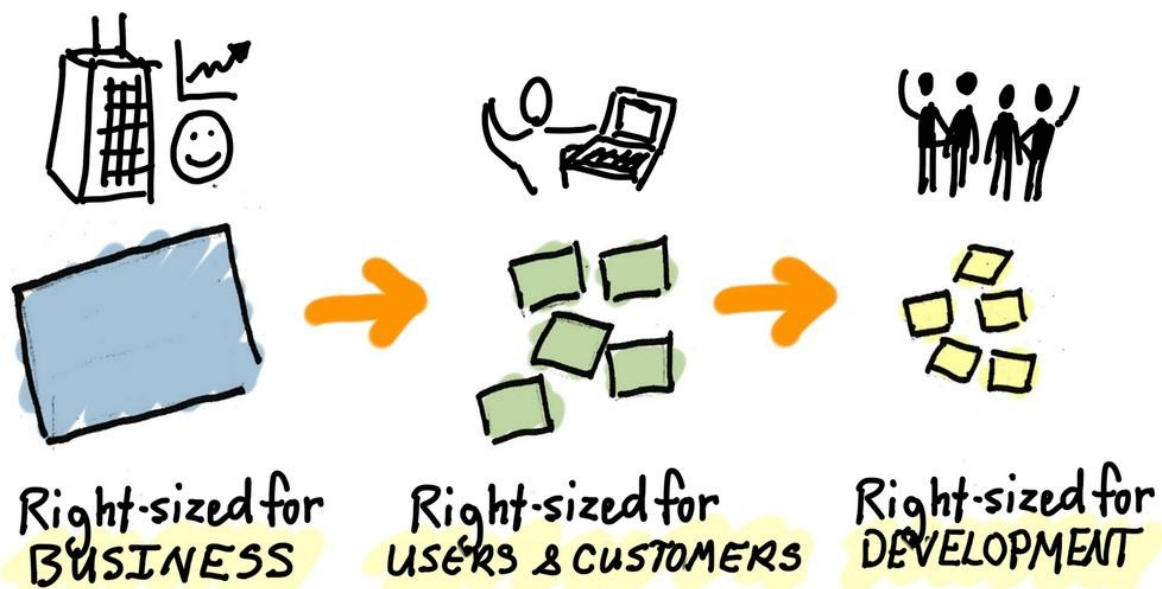 Right-sized for
BUSINESS
Right-sized for
USERS & CUSTOMERS
Right-sized for
DEVELOPMENT